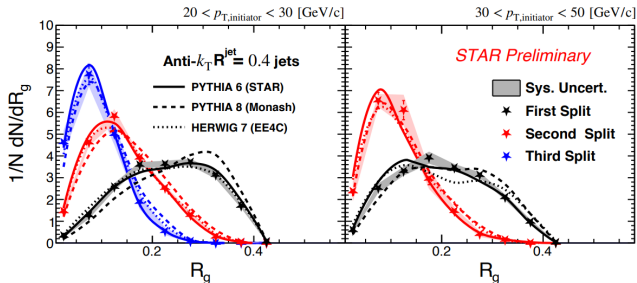 20 < p_T,initiator < 30 [GeV/c]
30 < p_T,initiator < 50 [GeV/c]
1/N dN/dR_g
10
9
8
7
6
5
4
3
2
1
0
Anti-k_T R^jet = 0.4 jets
PYTHIA 6 (STAR)
PYTHIA 8 (Monash)
HERWIG 7 (EE4C)
STAR Preliminary
Sys. Uncert.
First Split
Second Split
Third Split
0.2
0.4
0.2
0.4
R_g
R_g